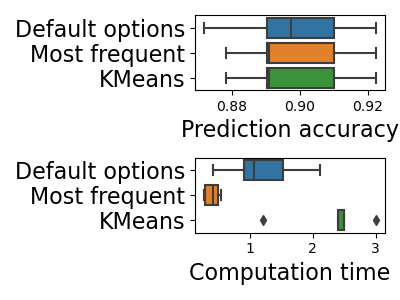 Default options
Most frequent
KMeans
0.88 0.90 0.92
Prediction accuracy
Default options
Most frequent
KMeans
1 2 3
Computation time